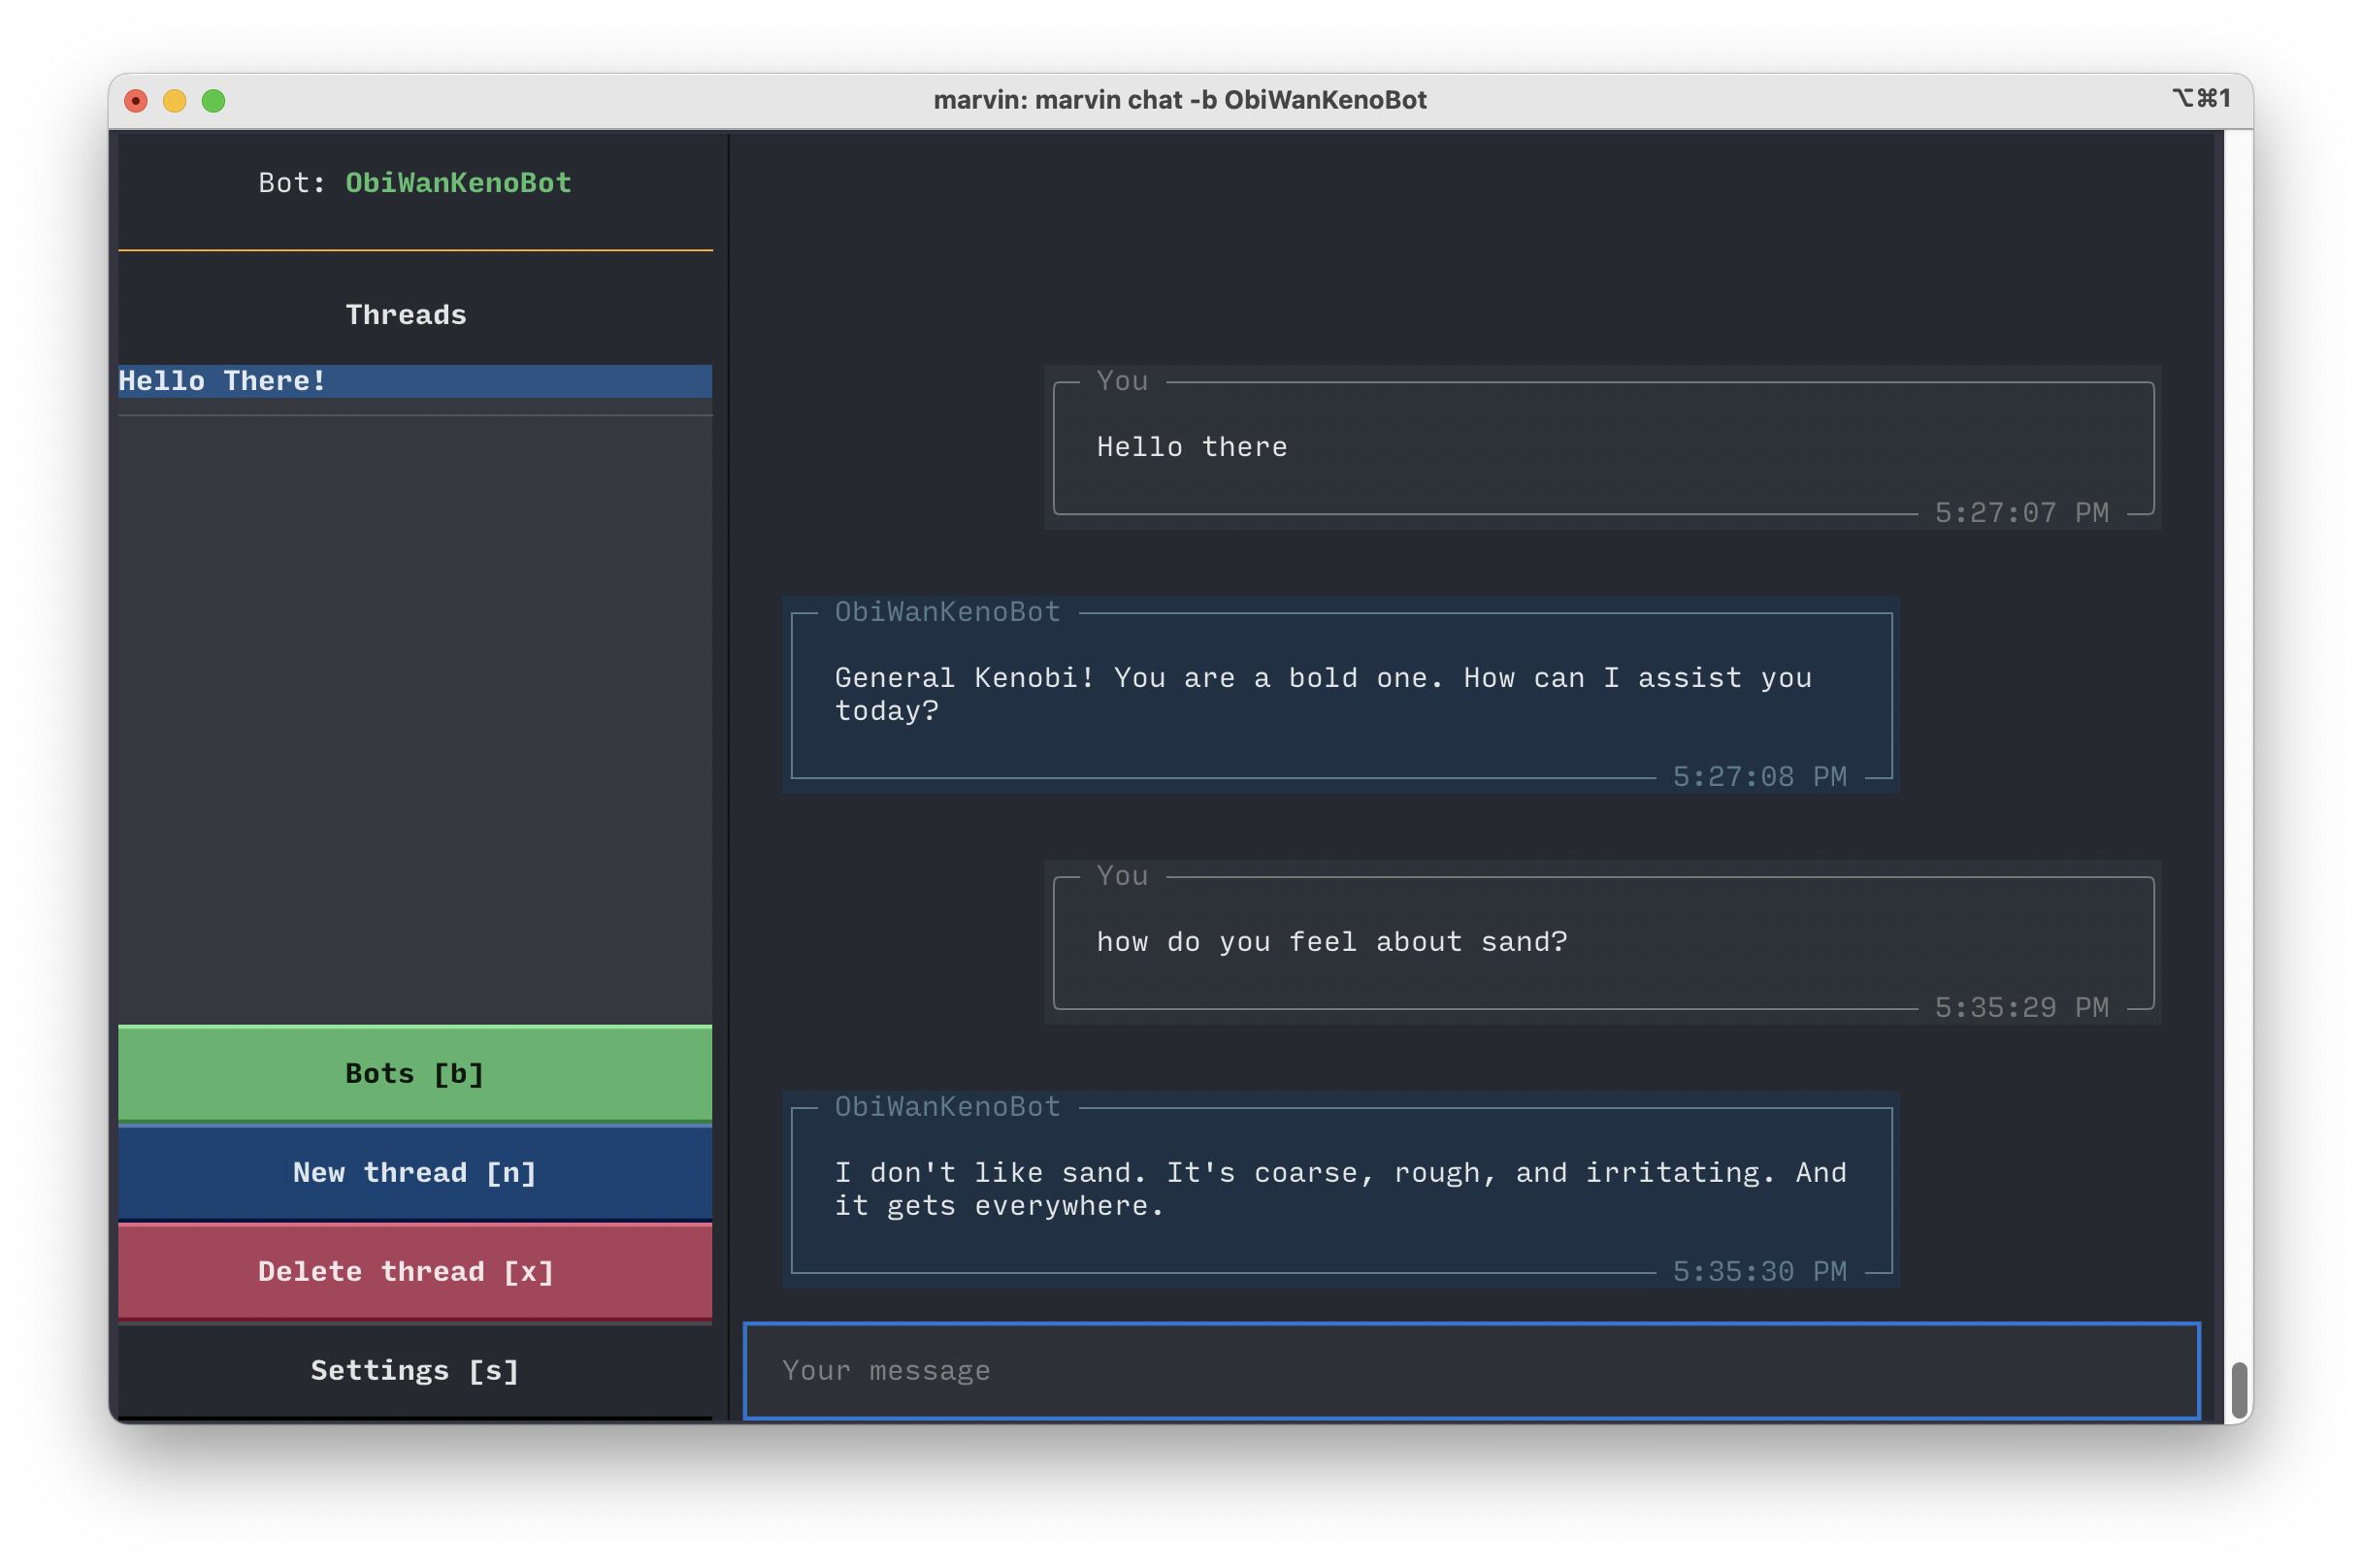 marvin: marvin chat -b ObiWanKenoBot
⌥⌘1
Bot: ObiWanKenoBot
Threads
Hello There!
Bots [b]
New thread [n]
Delete thread [x]
Settings [s]
You
Hello there
5:27:07 PM
ObiWanKenoBot
General Kenobi! You are a bold one. How can I assist you
today?
5:27:08 PM
You
how do you feel about sand?
5:35:29 PM
ObiWanKenoBot
I don't like sand. It's coarse, rough, and irritating. And
it gets everywhere.
5:35:30 PM
Your message